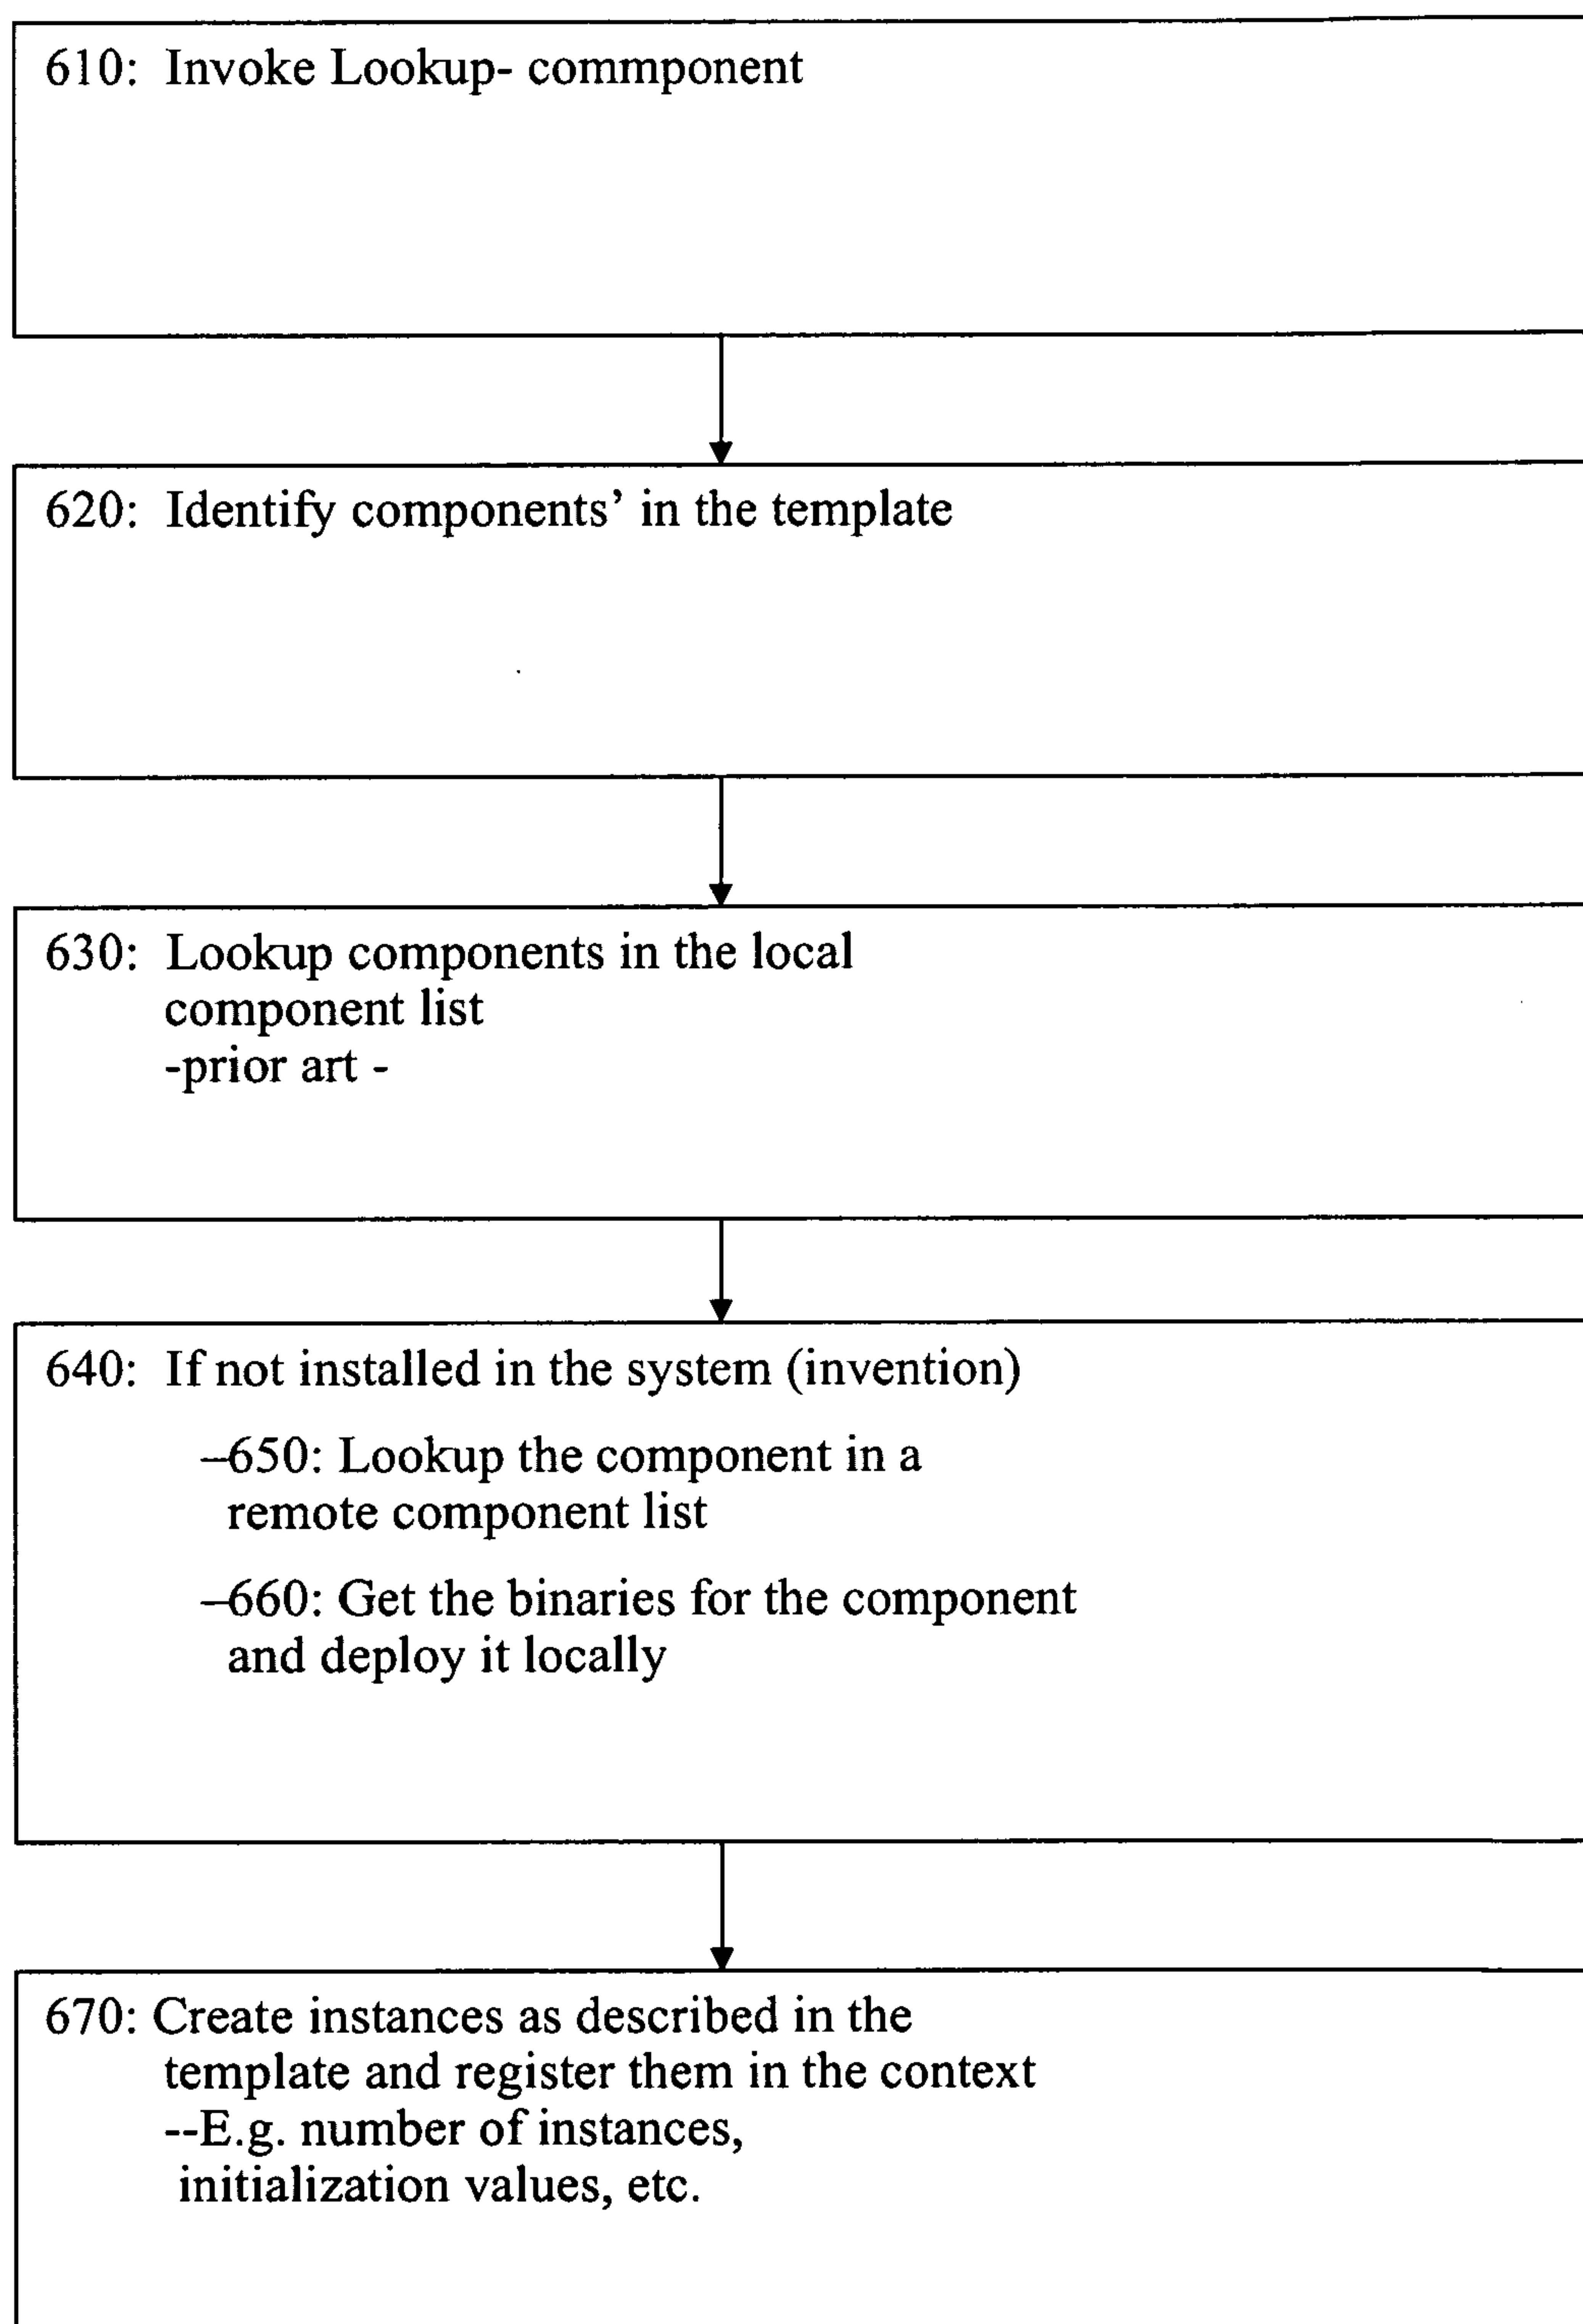 610: Invoke Lookup- commponent
620: Identify components’ in the template
630: Lookup components in the local
component list
-prior art -
640: If not installed in the system (invention)
–650: Lookup the component in a
remote component list
–660: Get the binaries for the component
and deploy it locally
670: Create instances as described in the
template and register them in the context
--E.g. number of instances,
initialization values, etc.